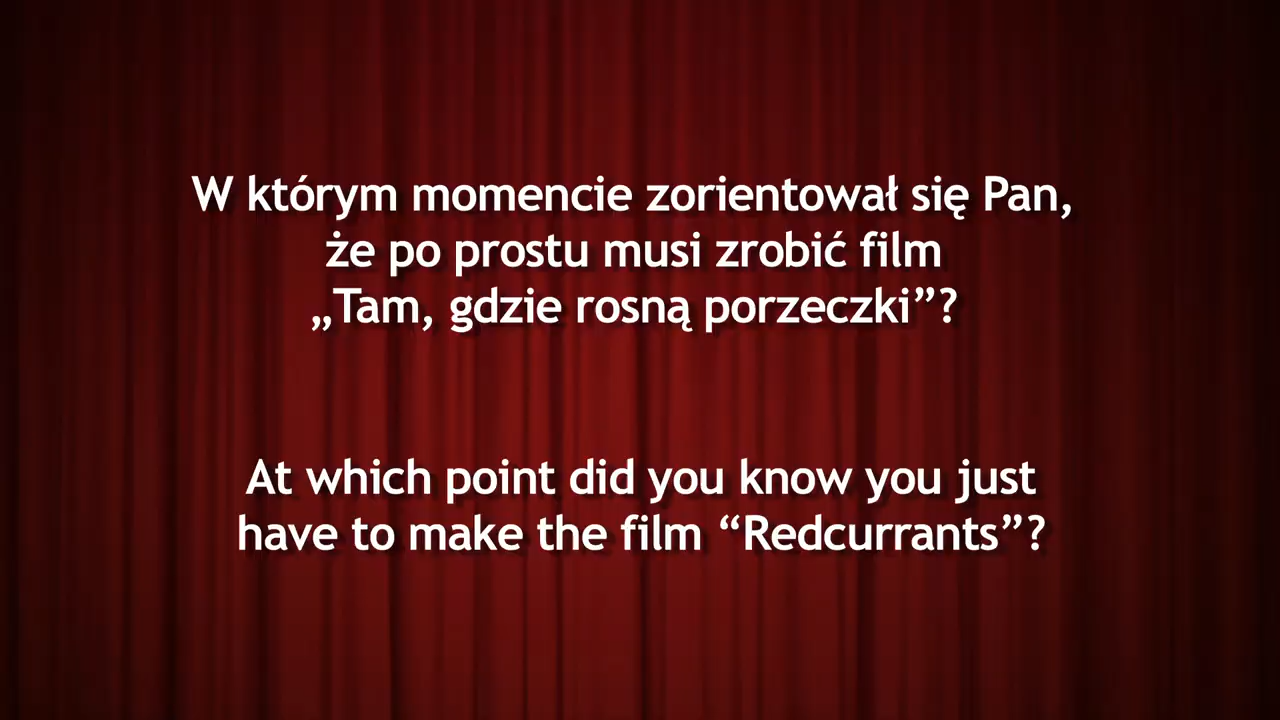 W którym momencie zorientował się Pan,
że po prostu musi zrobić film
„Tam, gdzie rosną porzeczki”?
At which point did you know you just
have to make the film “Redcurrants”?